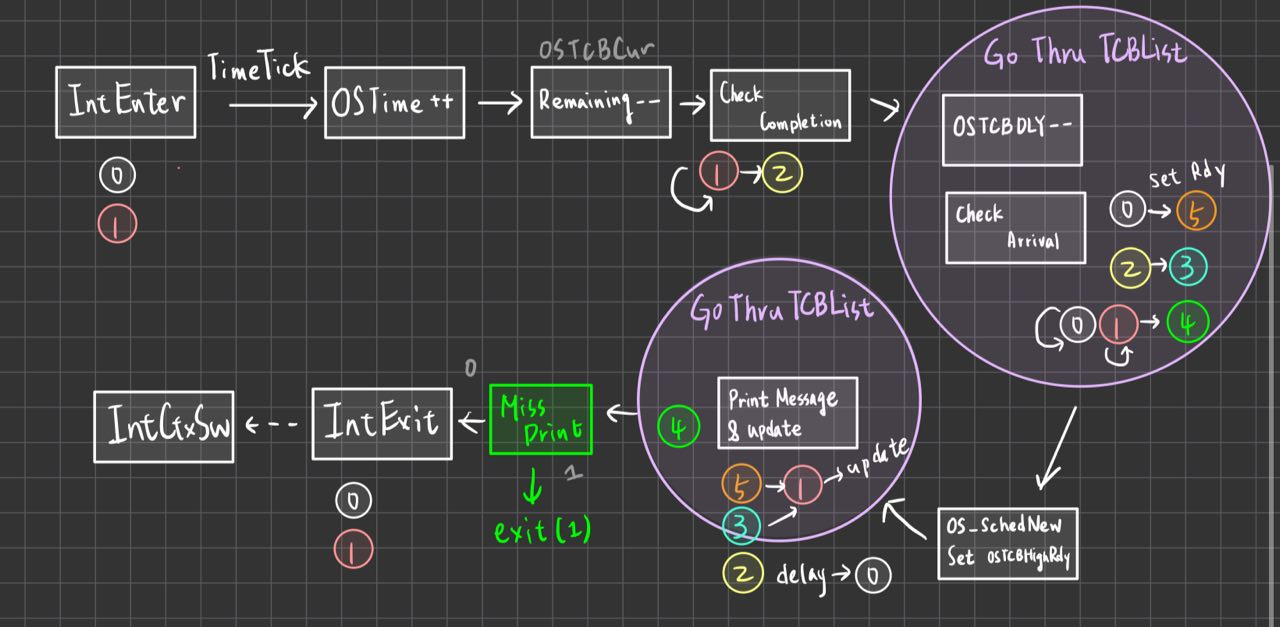 IntEnter
TimeTick
OSTime ++
OSTCBCur
Remaining --
Check
Completion
0
1
1 → 2
Go Thru TCBList
OSTCBDLY--
Check
Arrival
set Rdy
0 → 5
2 → 3
0 1 → 4
OS_SchedNew
Set OSTCBHighRdy
Go Thru TCBList
Print Message
& update
4
5 → 1 → update
3
2 delay → 0
Miss
Print
0
1
exit(1)
IntExit
0
1
IntCtxSw